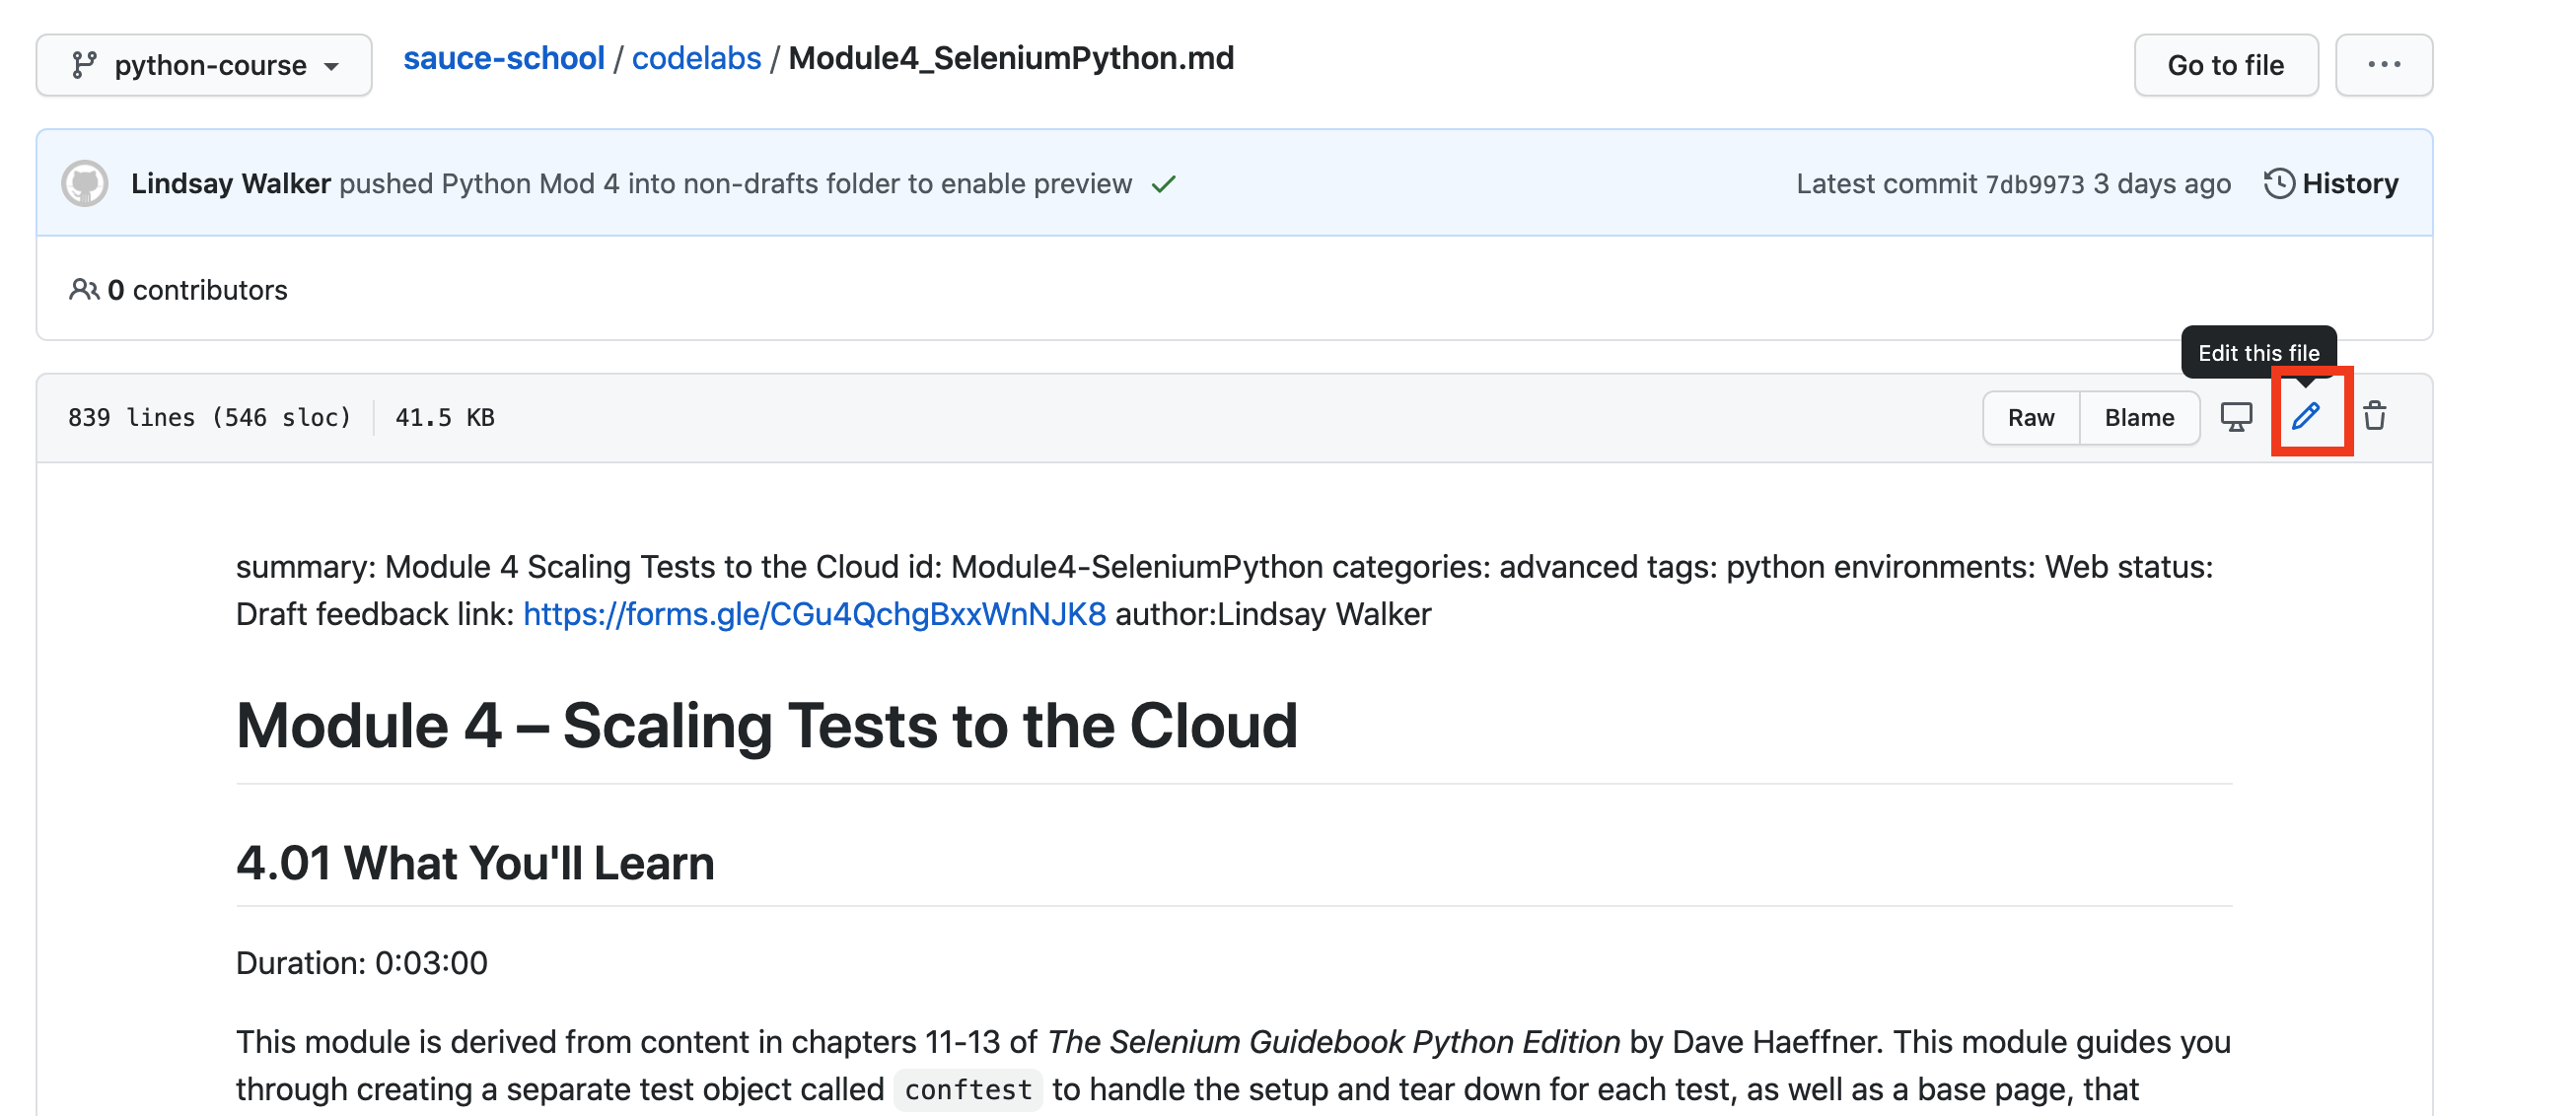 python-course
sauce-school / codelabs / Module4_SeleniumPython.md
Go to file
Lindsay Walker pushed Python Mod 4 into non-drafts folder to enable preview
Latest commit 7db9973 3 days ago
History
0 contributors
Edit this file
839 lines (546 sloc)
41.5 KB
Raw
Blame
summary: Module 4 Scaling Tests to the Cloud id: Module4-SeleniumPython categories: advanced tags: python environments: Web status:
Draft feedback link: https://forms.gle/CGu4QchgBxxWnNJK8 author:Lindsay Walker
Module 4 – Scaling Tests to the Cloud
4.01 What You'll Learn
Duration: 0:03:00
This module is derived from content in chapters 11-13 of The Selenium Guidebook Python Edition by Dave Haeffner. This module guides you
through creating a separate test object called conftest to handle the setup and tear down for each test, as well as a base page, that